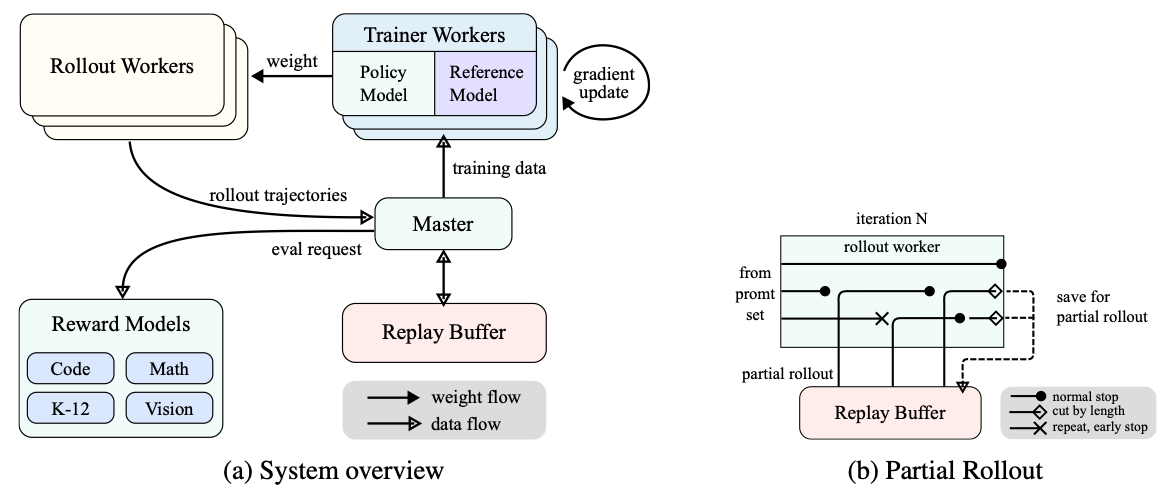 Rollout Workers
weight
Trainer Workers
Policy
Model
Reference
Model
gradient
update
training data
rollout trajectories
Master
eval request
Reward Models
Code
Math
K-12
Vision
Replay Buffer
weight flow
data flow
(a) System overview
iteration N
rollout worker
from
promt
set
save for
partial rollout
partial rollout
Replay Buffer
normal stop
cut by length
repeat, early stop
(b) Partial Rollout